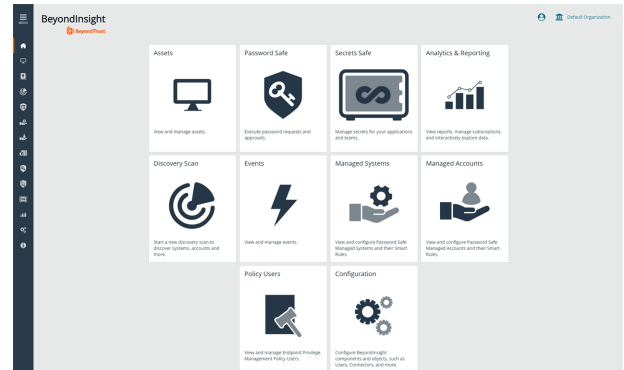 BeyondInsight
BeyondTrust
Default Organization
Assets
View and manage assets.
Password Safe
Execute password requests and
approvals.
Secrets Safe
Manage secrets for your applications
and teams.
Analytics & Reporting
View reports, manage subscriptions,
and interactively explore data.
Discovery Scan
Start a new discovery scan to
discover systems, accounts and
more.
Events
View and manage events.
Managed Systems
View and configure Password Safe
Managed Systems and their Smart
Rules.
Managed Accounts
View and configure Password Safe
Managed Accounts and their Smart
Rules.
Policy Users
View and manage Endpoint Privilege
Management Policy Users.
Configuration
Configure BeyondInsight
components and objects, such as
Users, Connectors, and more